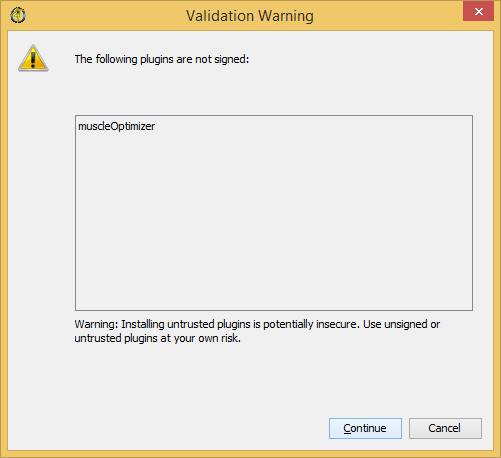 Validation Warning
The following plugins are not signed:
muscleOptimizer
Warning: Installing untrusted plugins is potentially insecure. Use unsigned or
untrusted plugins at your own risk.
Continue
Cancel